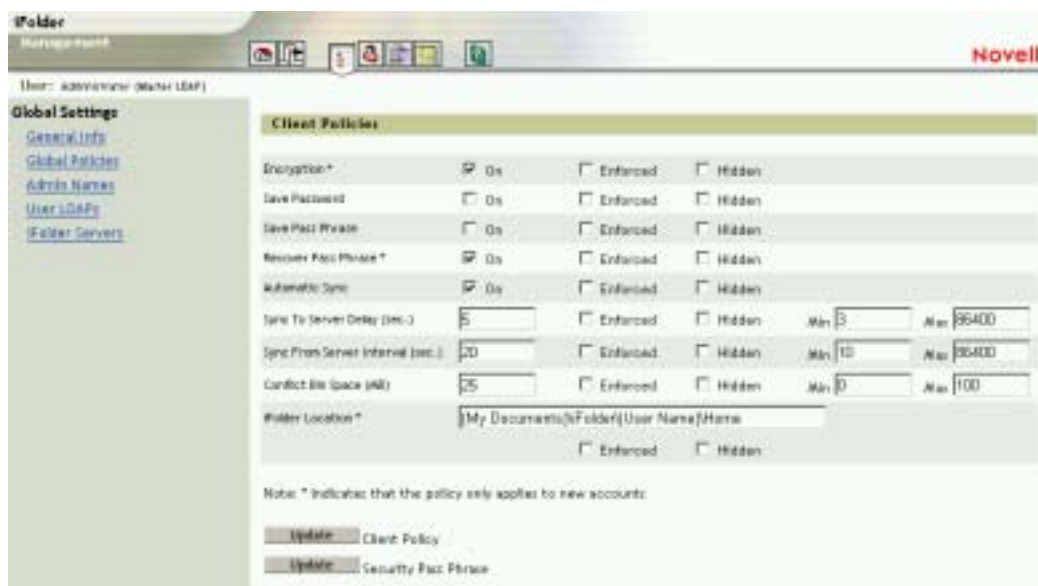 iFolder
Management
Novell
User: Administrator (Master LDAP)
Global Settings
General Info
Global Policies
Admin Names
User LDAPs
iFolder Servers
Client Policies
Encryption * On Enforced Hidden
Save Password On Enforced Hidden
Save Pass Phrase On Enforced Hidden
Recover Pass Phrase * On Enforced Hidden
Automatic Sync On Enforced Hidden
Sync To Server Delay (sec.) 5 Enforced Hidden Min 3 Max 86400
Sync From Server Interval (sec.) 20 Enforced Hidden Min 10 Max 86400
Conflict Bin Space (MB) 25 Enforced Hidden Min 0 Max 100
iFolder Location * (My Documents)\iFolder\(User Name)\Home
Enforced Hidden
Note: * Indicates that the policy only applies to new accounts
Update Client Policy
Update Security Pass Phrase